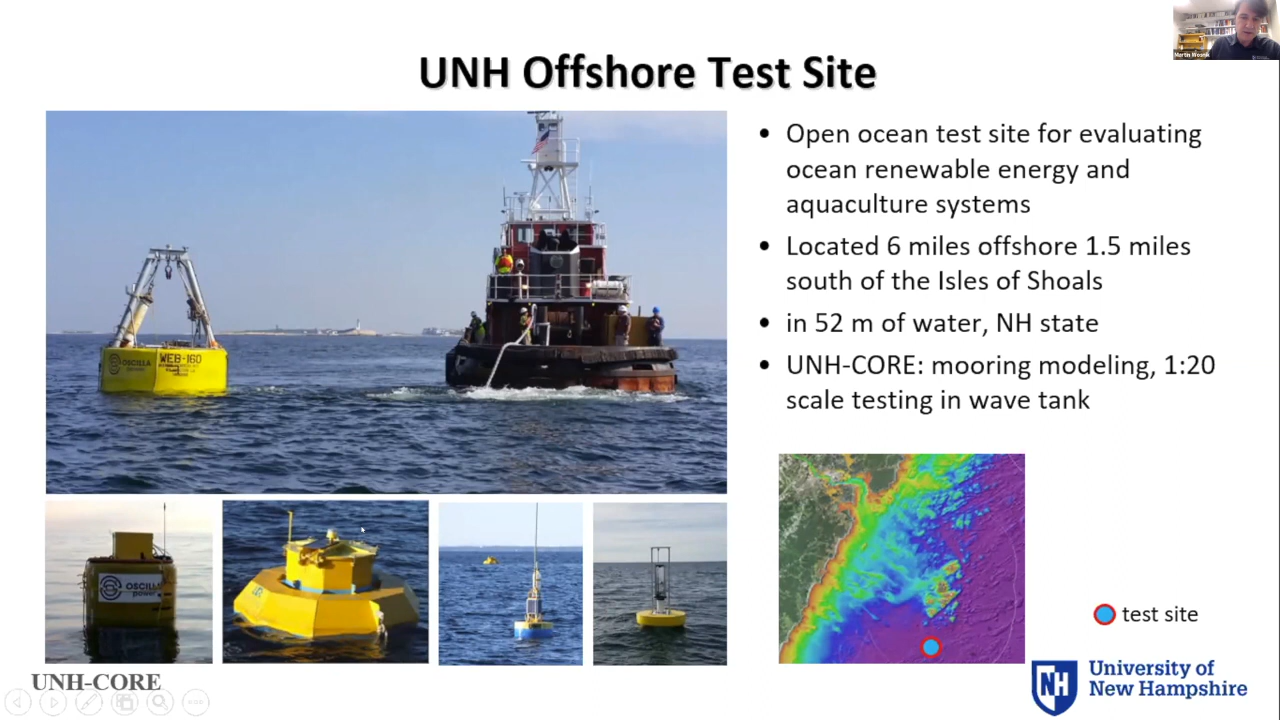 Martin Wosnik
UNH Offshore Test Site
• Open ocean test site for evaluating
ocean renewable energy and
aquaculture systems
• Located 6 miles offshore 1.5 miles
south of the Isles of Shoals
• in 52 m of water, NH state
• UNH-CORE: mooring modeling, 1:20
scale testing in wave tank
OSCILLA
WEB-160
OSCILLA
power
test site
UNH-CORE
NH
University of
New Hampshire